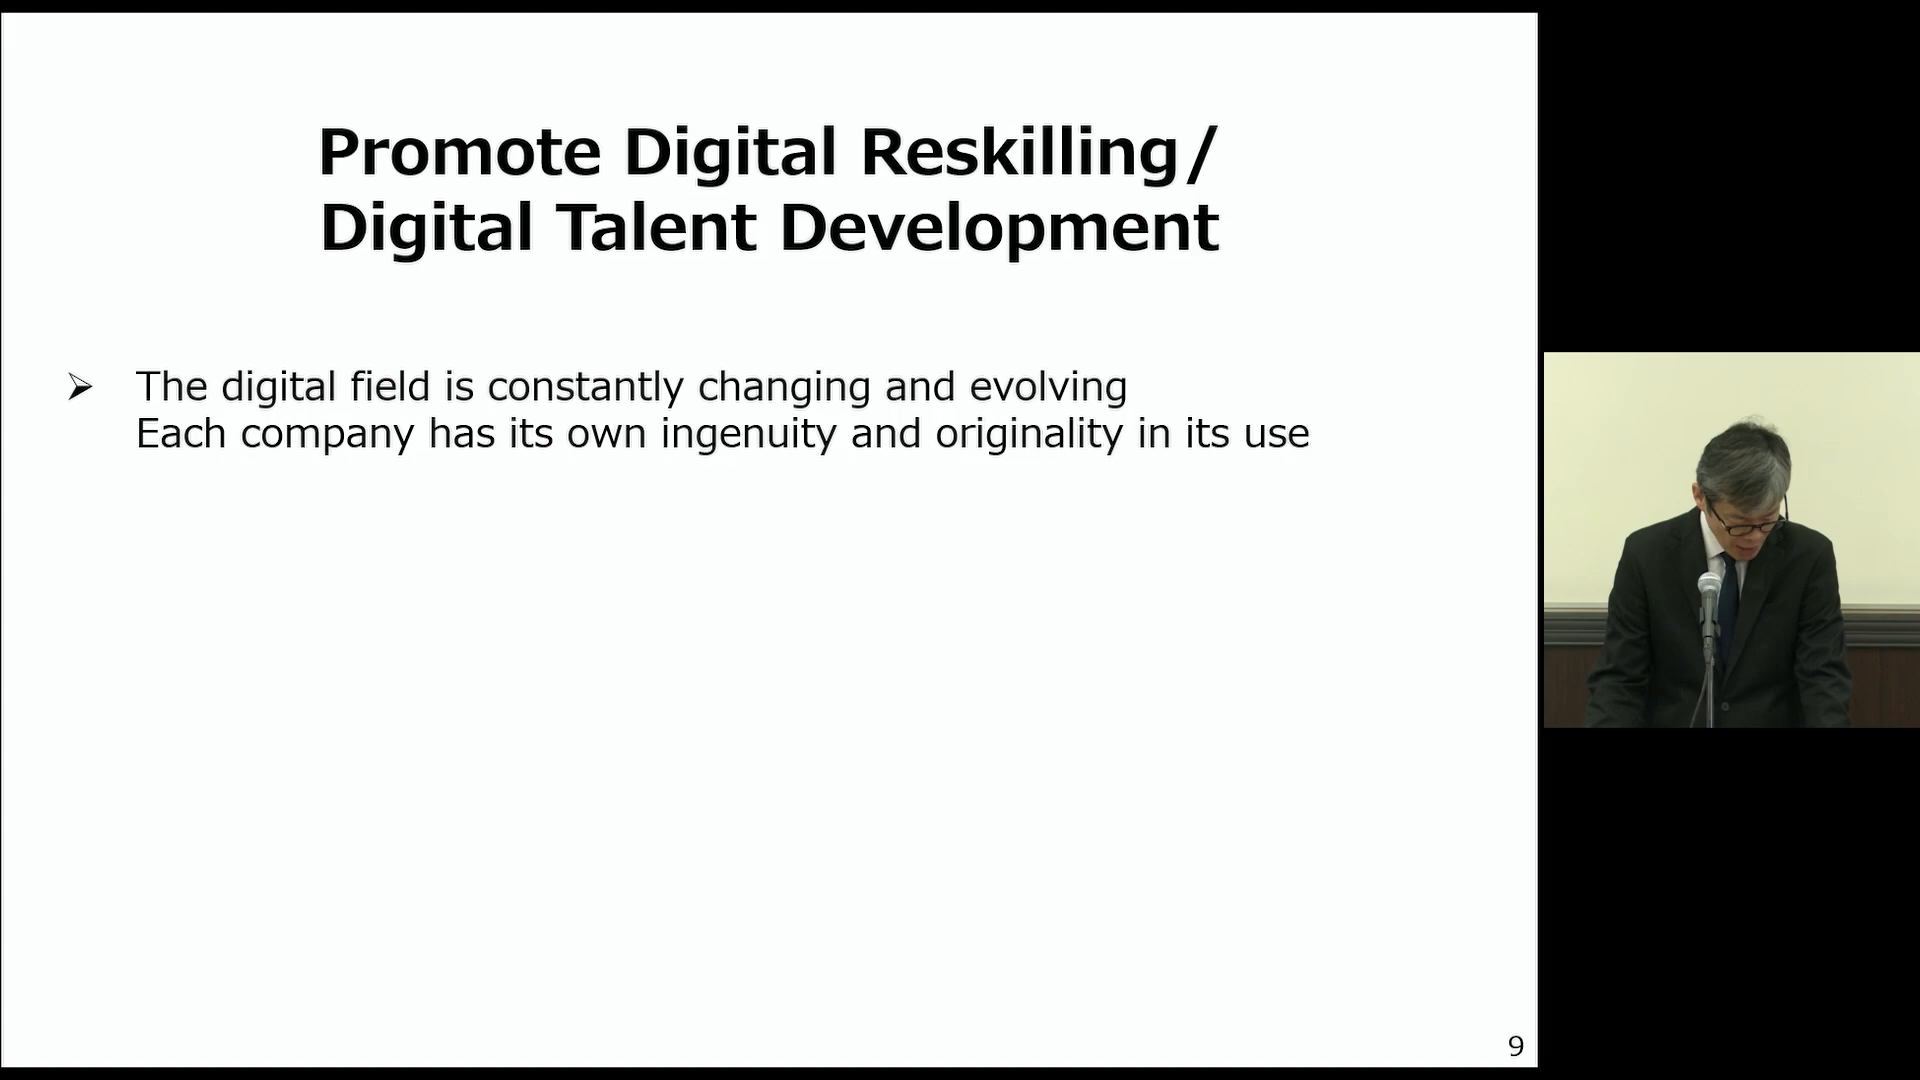 Promote Digital Reskilling/
Digital Talent Development
➢ The digital field is constantly changing and evolving
Each company has its own ingenuity and originality in its use
9